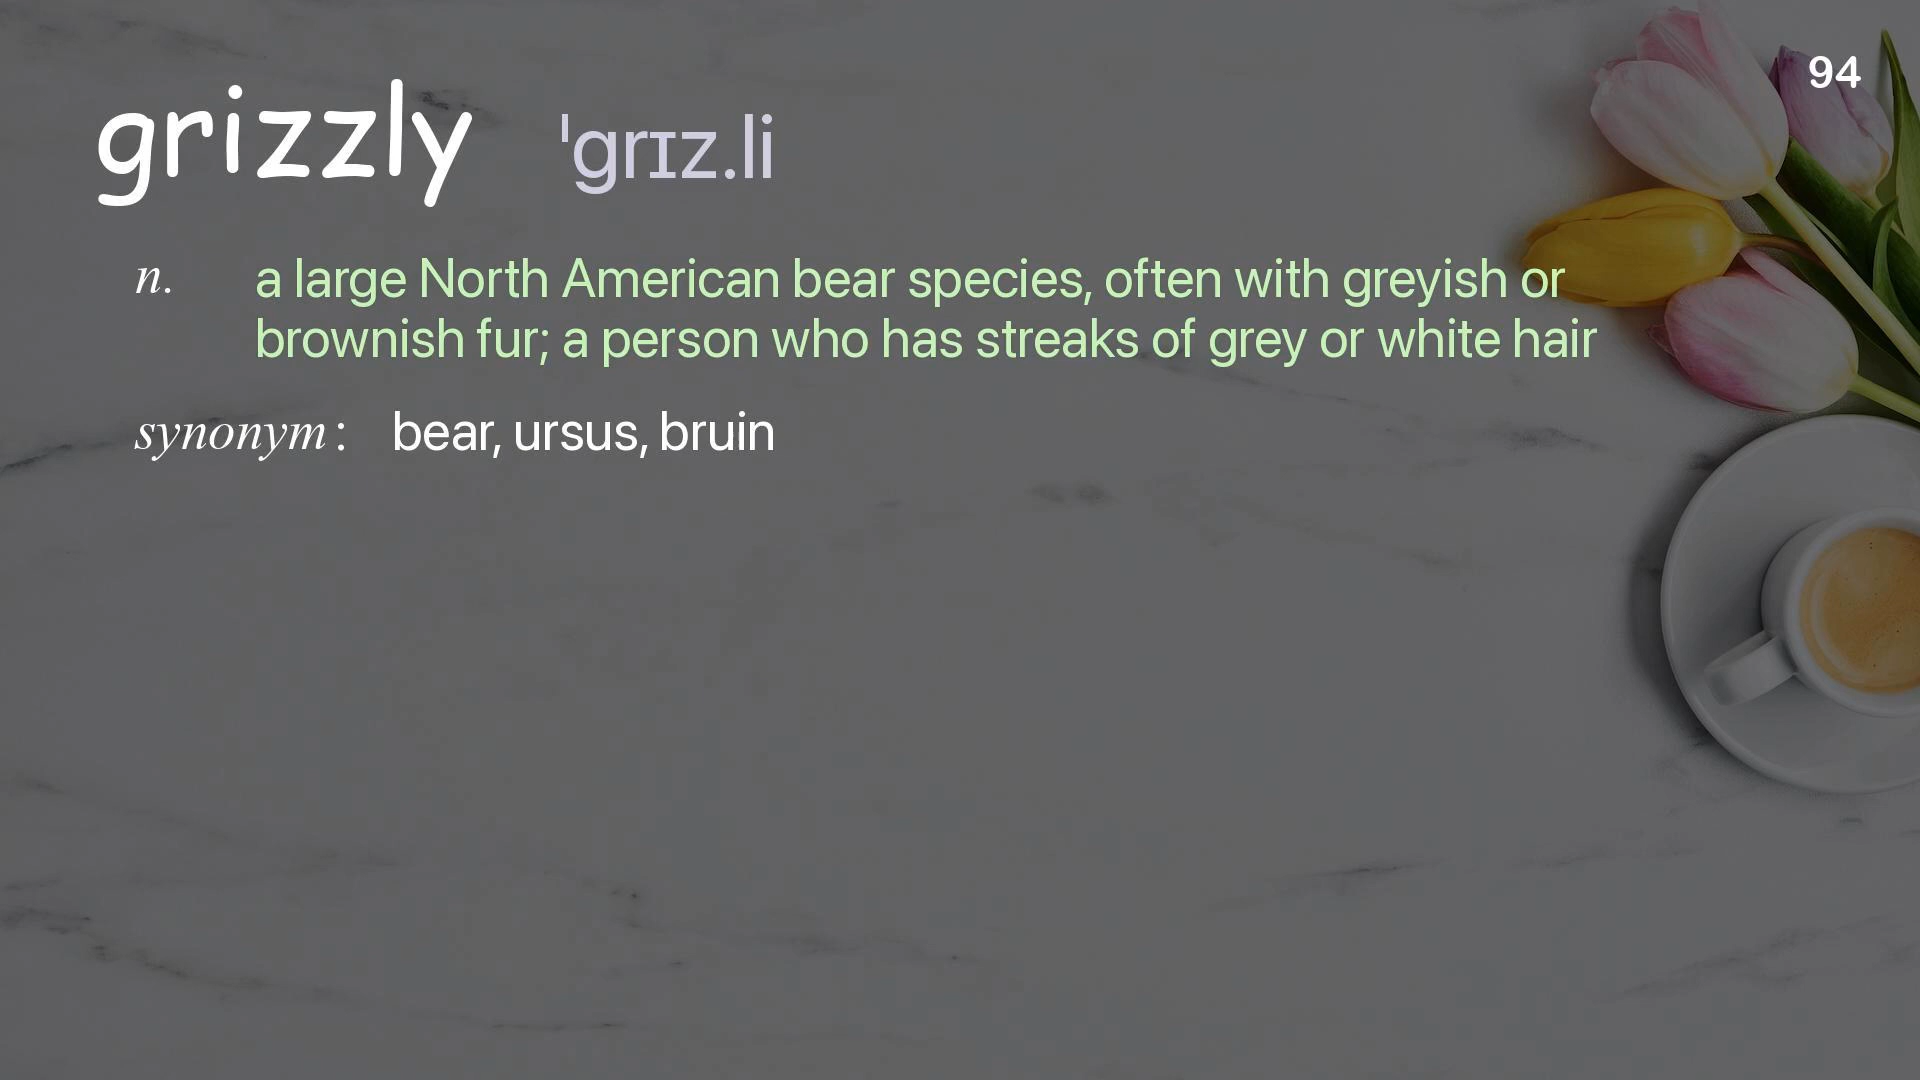 94
grizzly ˈɡrɪz.li
n. a large North American bear species, often with greyish or
brownish fur; a person who has streaks of grey or white hair
synonym: bear, ursus, bruin